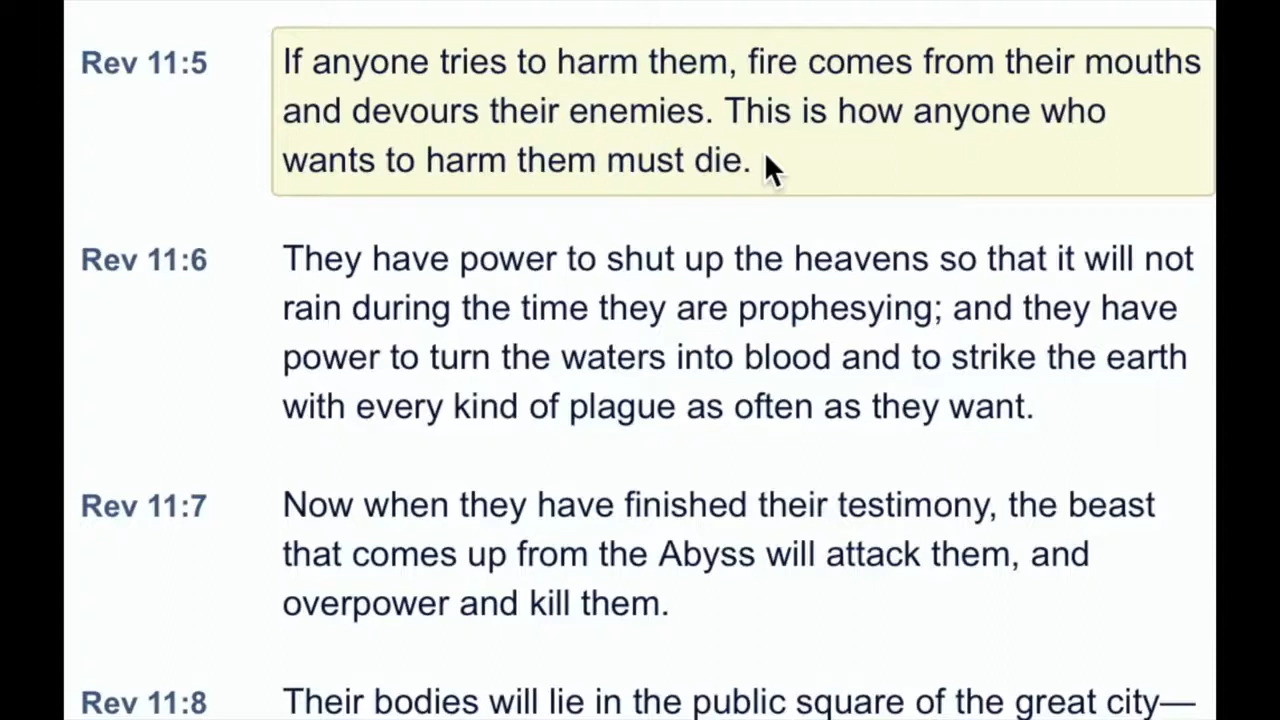 Rev 11:5 If anyone tries to harm them, fire comes from their mouths
and devours their enemies. This is how anyone who
wants to harm them must die.
Rev 11:6 They have power to shut up the heavens so that it will not
rain during the time they are prophesying; and they have
power to turn the waters into blood and to strike the earth
with every kind of plague as often as they want.
Rev 11:7 Now when they have finished their testimony, the beast
that comes up from the Abyss will attack them, and
overpower and kill them.
Rev 11:8 Their bodies will lie in the public square of the great city—